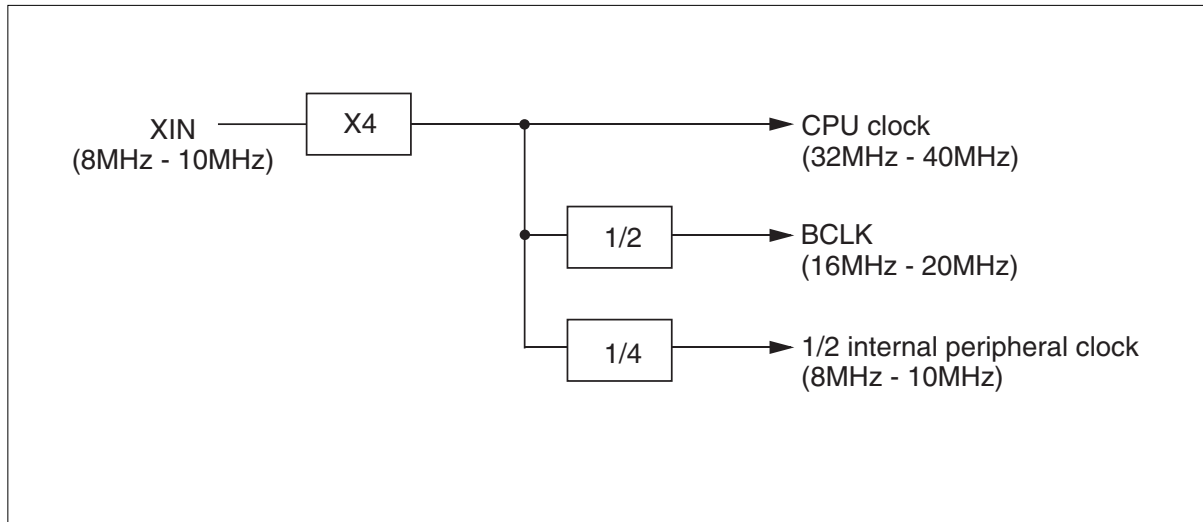 XIN
(8MHz - 10MHz)
X4
CPU clock
(32MHz - 40MHz)
1/2
BCLK
(16MHz - 20MHz)
1/4
1/2 internal peripheral clock
(8MHz - 10MHz)